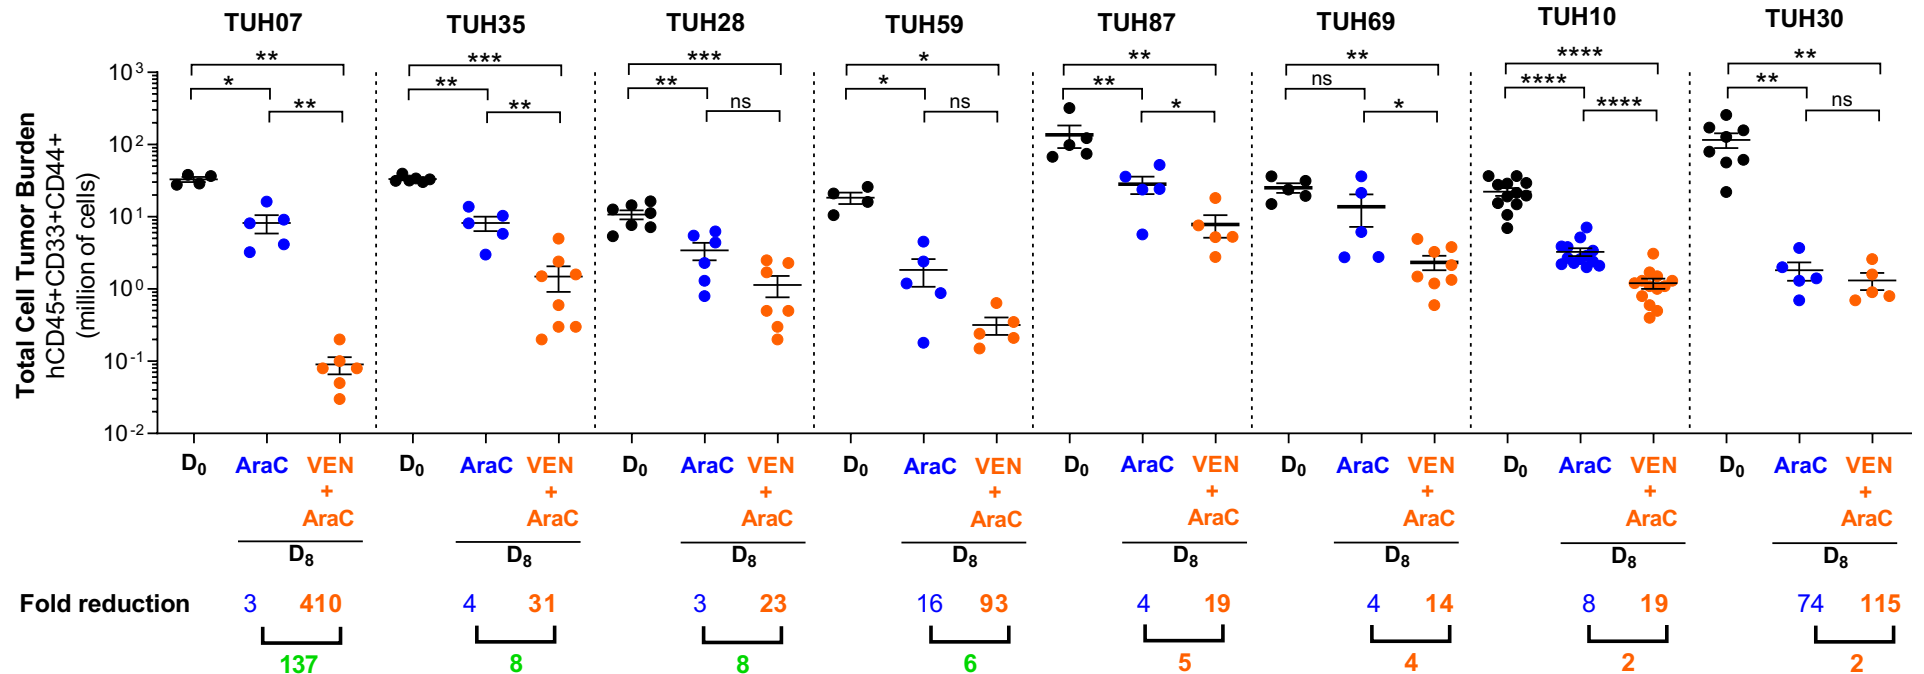 TUH07 TUH35 TUH28 TUH59 TUH87 TUH69 TUH10 TUH30
** *** *** * ** ** **** **
* ** ** * ** ns **** **
** ** ns ns * * **** ns
Total Cell Tumor Burden
hCD45+CD33+CD44+
(million of cells)
10³
10²
10¹
10⁰
10⁻¹
10⁻²
D₀ AraC VEN D₀ AraC VEN D₀ AraC VEN D₀ AraC VEN D₀ AraC VEN D₀ AraC VEN D₀ AraC VEN D₀ AraC VEN
+ + + + + + + +
AraC AraC AraC AraC AraC AraC AraC AraC
D₈ D₈ D₈ D₈ D₈ D₈ D₈ D₈
Fold reduction 3 410 4 31 3 23 16 93 4 19 4 14 8 19 74 115
137 8 8 6 5 4 2 2